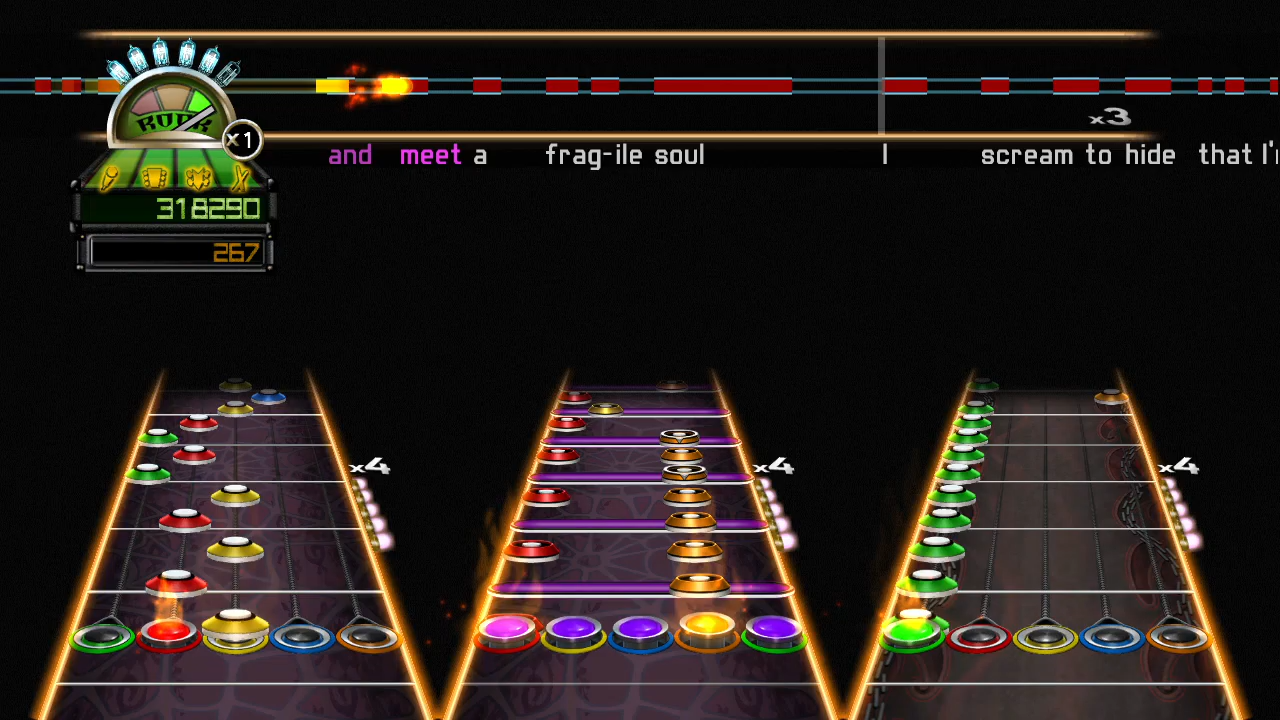 ROCK
x1
x3
and meet a frag-ile soul I scream to hide that I'
318290
267
x4 x4 x4